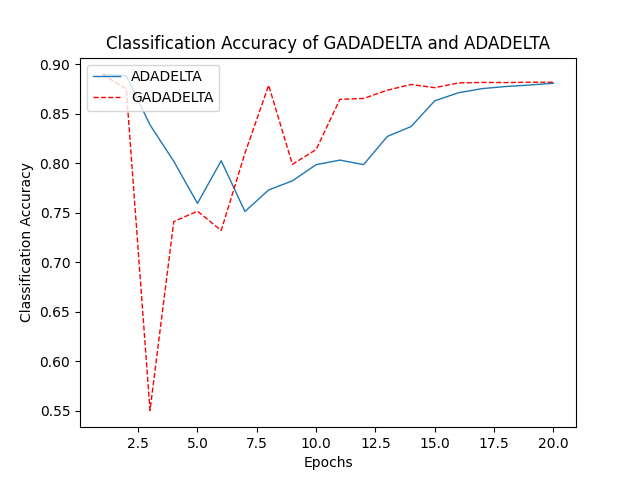 Classification Accuracy of GADADELTA and ADADELTA
ADADELTA
GADADELTA
Classification Accuracy
0.90
0.85
0.80
0.75
0.70
0.65
0.60
0.55
2.5 5.0 7.5 10.0 12.5 15.0 17.5 20.0
Epochs